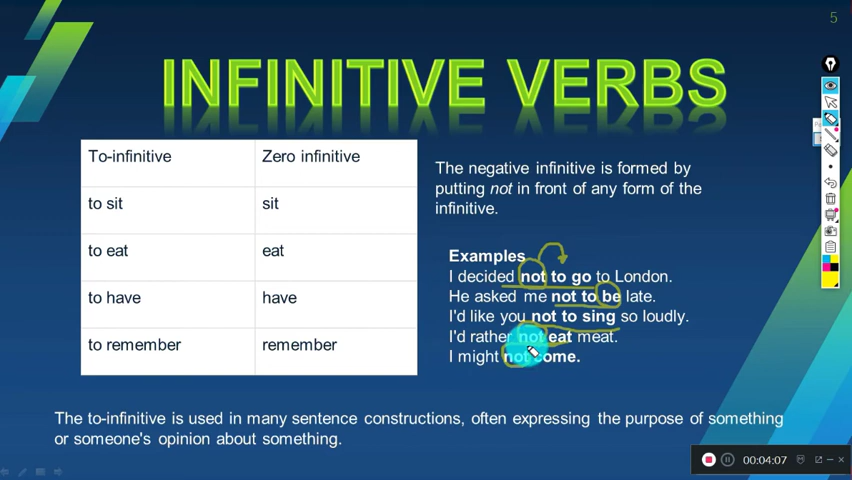 5
INFINITIVE VERBS
To-infinitive Zero infinitive
to sit sit
to eat eat
to have have
to remember remember
The negative infinitive is formed by
putting not in front of any form of the
infinitive.
Examples
I decided not to go to London.
He asked me not to be late.
I'd like you not to sing so loudly.
I'd rather not eat meat.
I might not come.
The to-infinitive is used in many sentence constructions, often expressing the purpose of something
or someone's opinion about something.
00:04:07